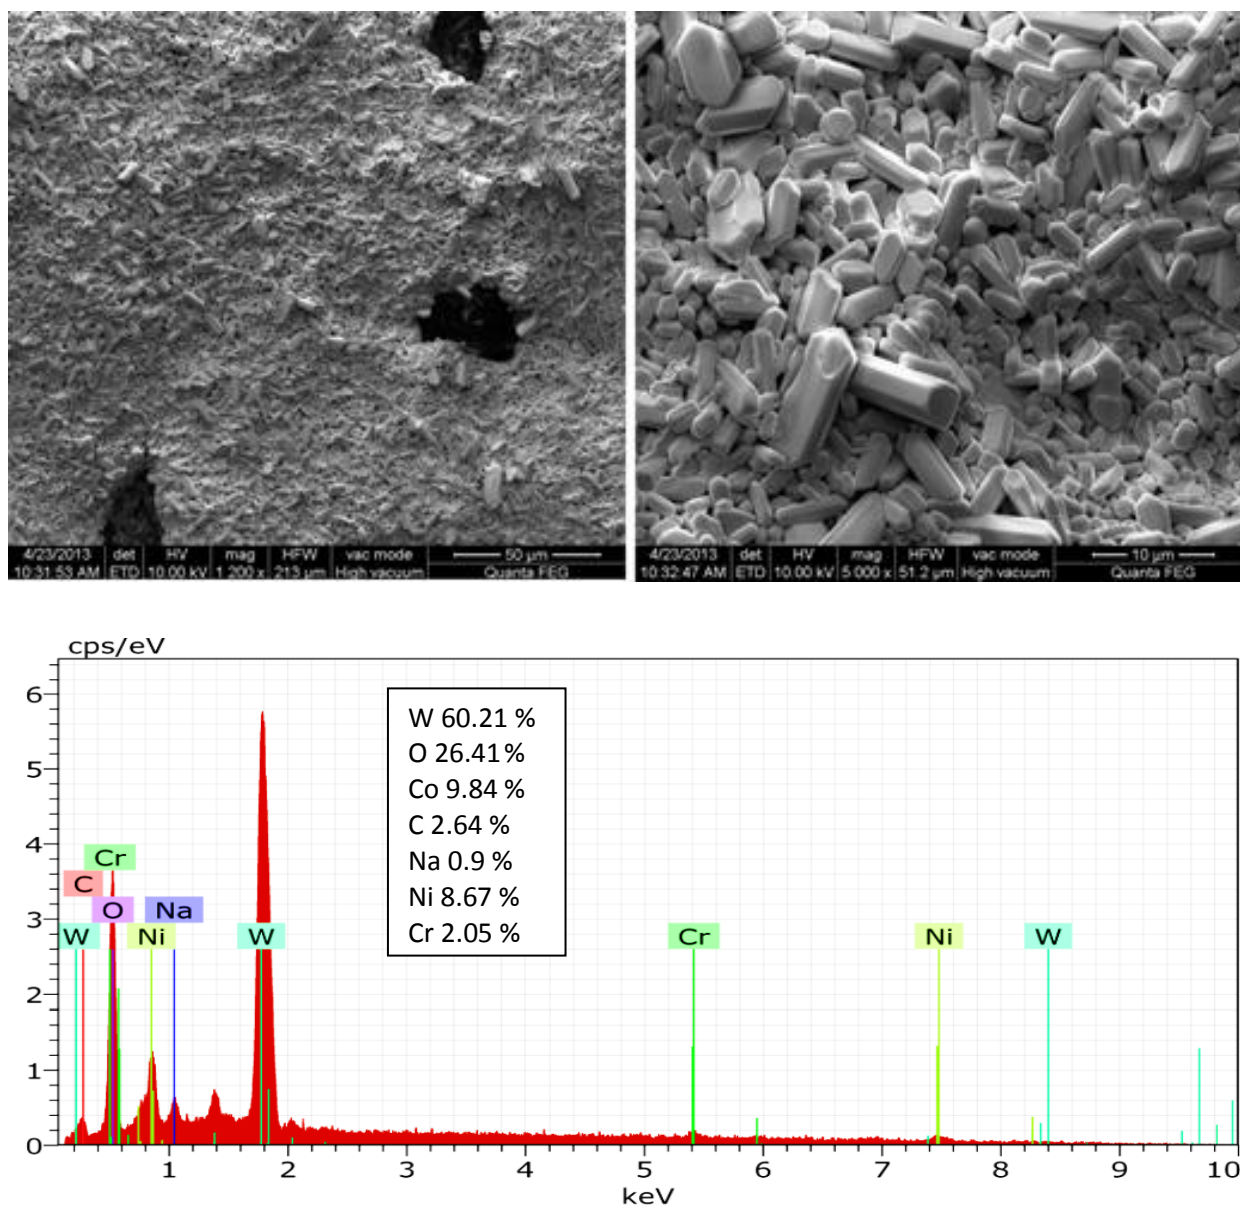 4/23/2013 det HV mag HFW vac mode 50 µm
10:31:53 AM ETD 10.00 kV 1 200 x 213 µm High vacuum Quanta FEG
4/23/2013 det HV mag HFW vac mode 10 µm
10:32:47 AM ETD 10.00 kV 5 000 x 51.2 µm High vacuum Quanta FEG
cps/eV
6
5
4
3
2
1
0
W 60.21 %
O 26.41 %
Co 9.84 %
C 2.64 %
Na 0.9 %
Ni 8.67 %
Cr 2.05 %
Cr
C
O Na
W Ni W Cr Ni W
1 2 3 4 5 6 7 8 9 10
keV